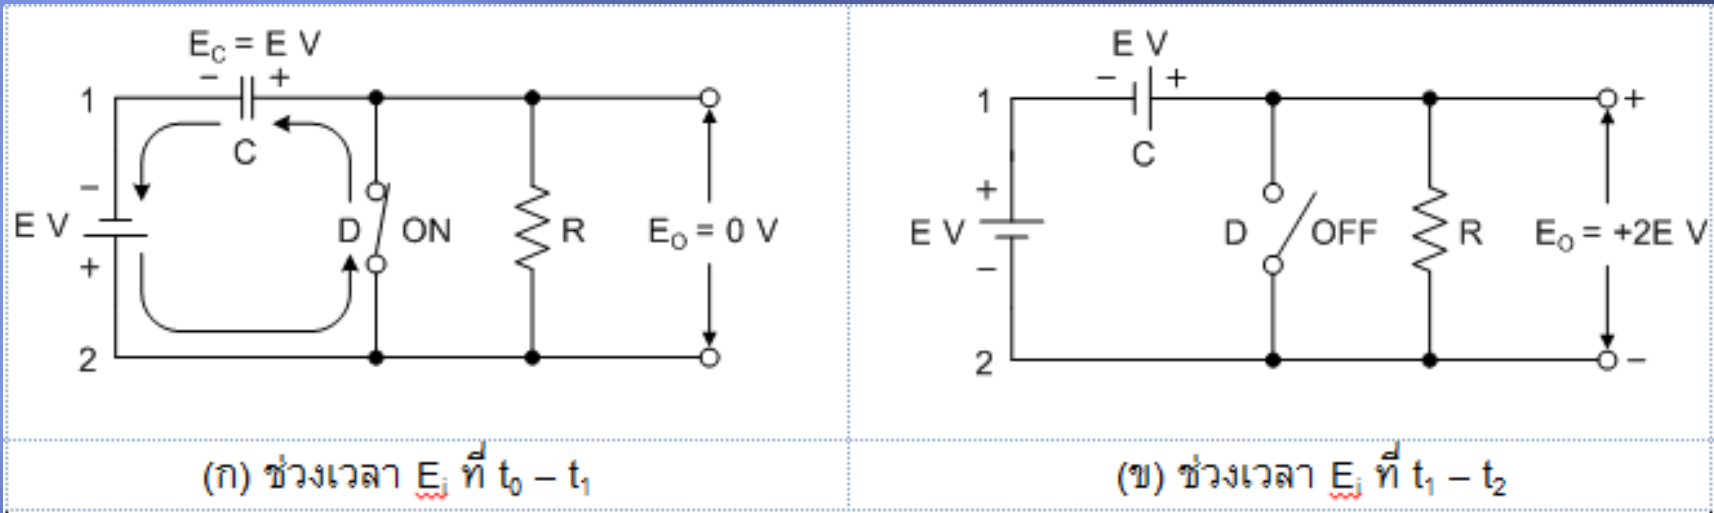 E_C = E V
− +
1
C
−
E V
+
D
ON
R
E_O = 0 V
2
(ก) ช่วงเวลา E_i ที่ t_0 – t_1
E V
− +
1
C
+
E V
−
D
OFF
R
+
E_O = +2E V
−
2
(ข) ช่วงเวลา E_i ที่ t_1 – t_2